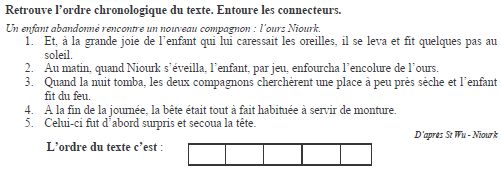 Retrouve l'ordre chronologique du texte. Entoure les connecteurs.
Un enfant abandonné rencontre un nouveau compagnon : l'ours Niourk.
1. Et, à la grande joie de l'enfant qui lui caressait les oreilles, il se leva et fit quelques pas au
soleil.
2. Au matin, quand Niourk s'éveilla, l'enfant, par jeu, enfourcha l'encolure de l'ours.
3. Quand la nuit tomba, les deux compagnons cherchèrent une place à peu près sèche et l'enfant
fit du feu.
4. A la fin de la journée, la bête était tout à fait habituée à servir de monture.
5. Celui-ci fut d'abord surpris et secoua la tête.
D'après St Wu - Niourk
L'ordre du texte c'est :